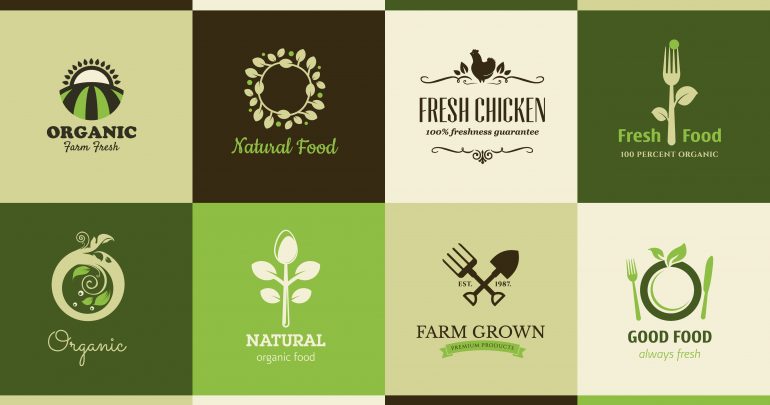 ORGANIC
Farm Fresh
Natural Food
FRESH CHICKEN
100% freshness guarantee
Fresh Food
100 PERCENT ORGANIC
Organic
NATURAL
organic food
EST. 1987.
FARM GROWN
PREMIUM PRODUCTS
GOOD FOOD
always fresh